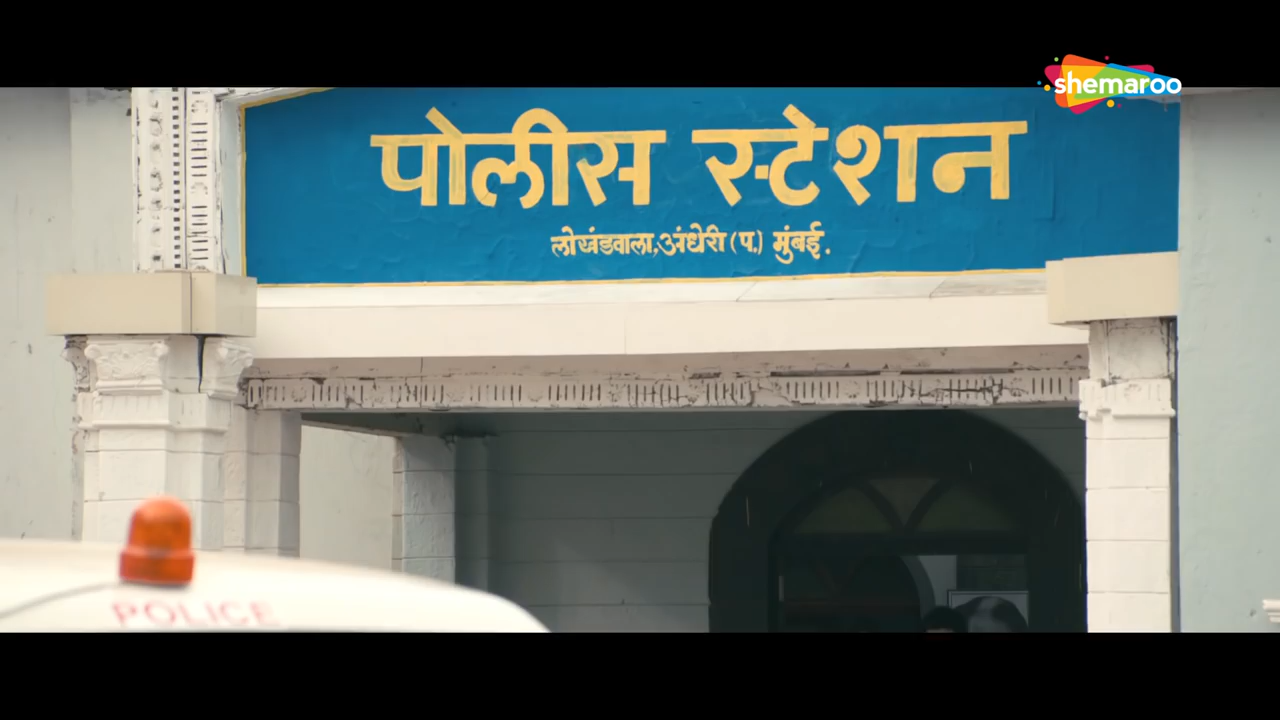 shemaroo
पोलीस स्टेशन
लोखंडवाला, अंधेरी (प.) मुंबई.
POLICE